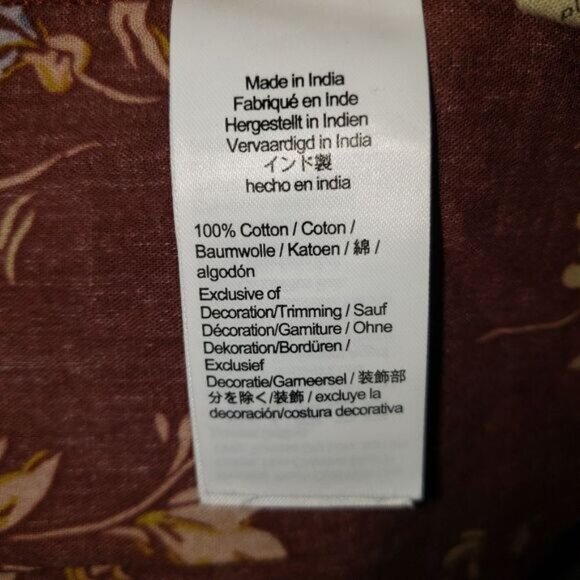 Made in India
Fabriqué en Inde
Hergestellt in Indien
Vervaardigd in India
インド製
hecho en india
100% Cotton / Coton /
Baumwolle / Katoen / 綿 /
algodón
Exclusive of
Decoration/Trimming / Sauf
Décoration/Garniture / Ohne
Dekoration/Bordüren /
Exclusief
Decoratie/Garneersel / 装飾部
分を除く/装飾 / excluye la
decoración/costura decorativa